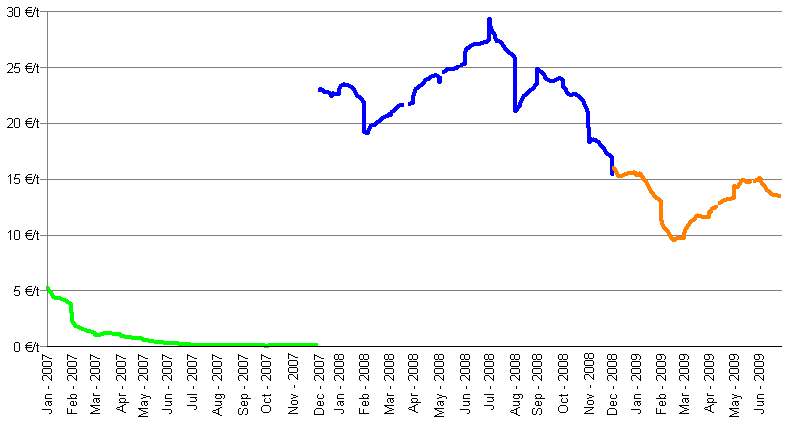 30 €/t
25 €/t
20 €/t
15 €/t
10 €/t
5 €/t
0 €/t
Jan - 2007
Feb - 2007
Mar - 2007
Apr - 2007
May - 2007
Jun - 2007
Jul - 2007
Aug - 2007
Sep - 2007
Oct - 2007
Nov - 2007
Dec - 2007
Jan - 2008
Feb - 2008
Mar - 2008
Apr - 2008
May - 2008
Jun - 2008
Jul - 2008
Aug - 2008
Sep - 2008
Oct - 2008
Nov - 2008
Dec - 2008
Jan - 2009
Feb - 2009
Mar - 2009
Apr - 2009
May - 2009
Jun - 2009